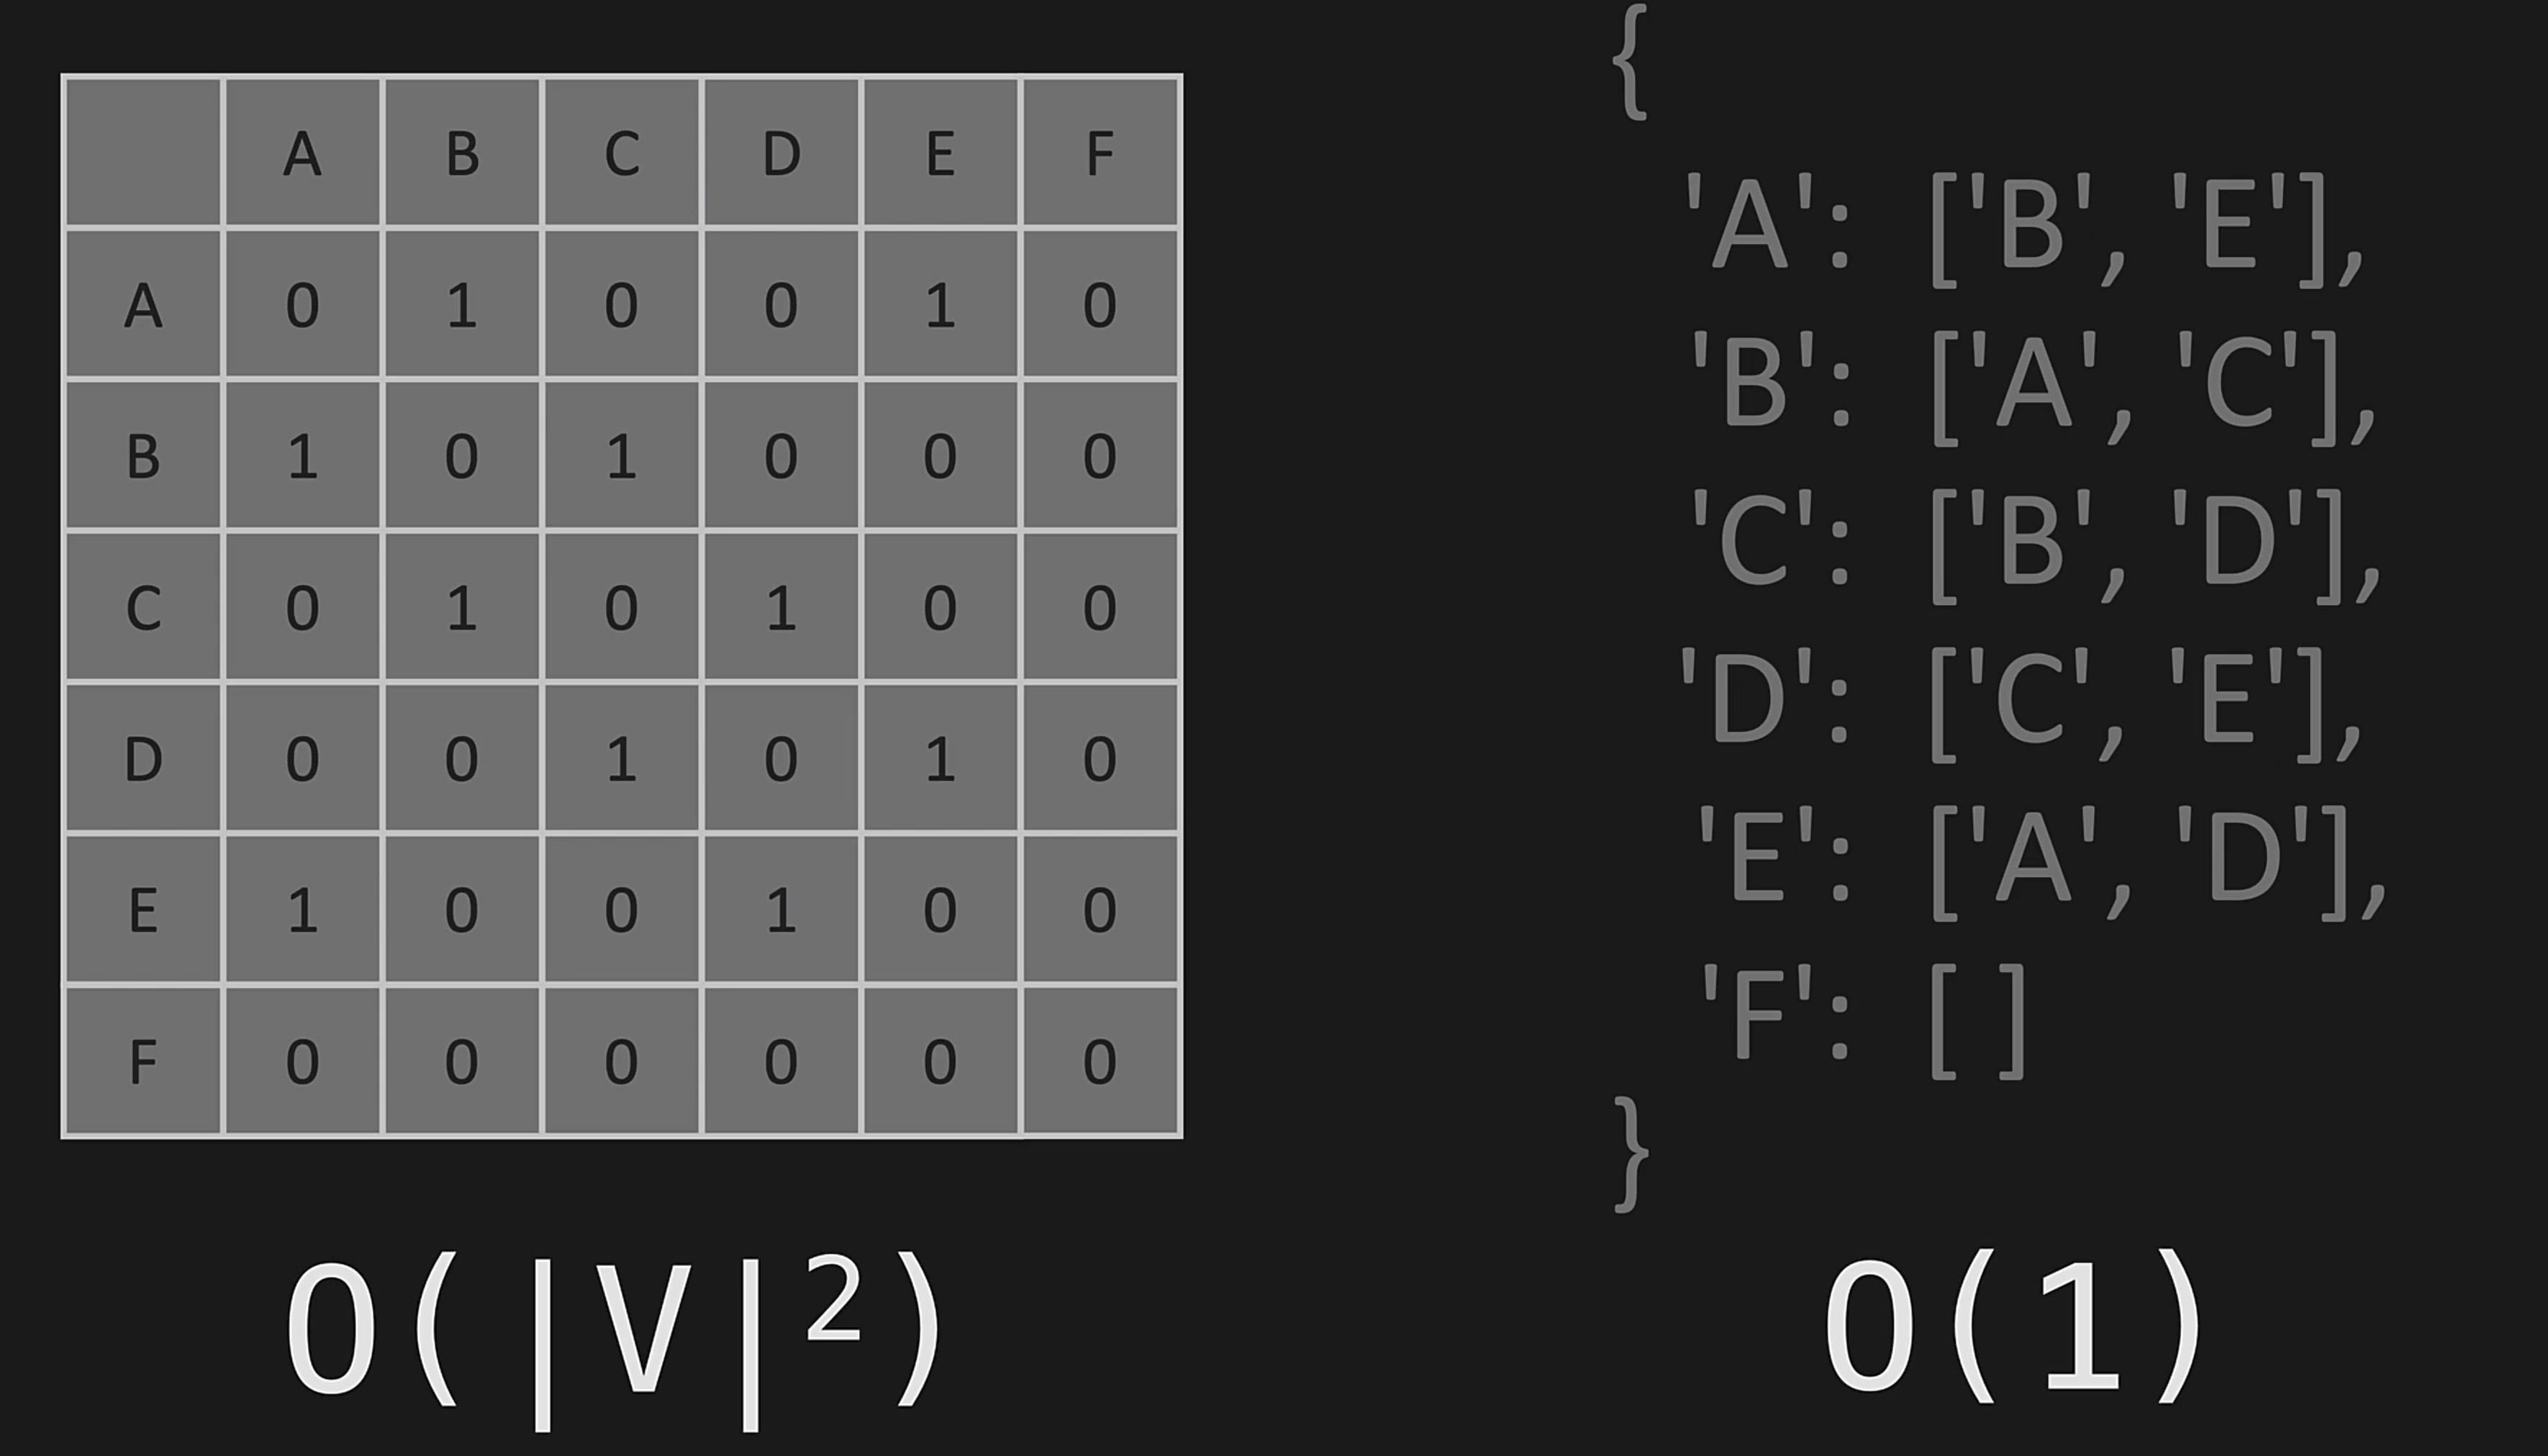 A B C D E F
A 0 1 0 0 1 0
B 1 0 1 0 0 0
C 0 1 0 1 0 0
D 0 0 1 0 1 0
E 1 0 0 1 0 0
F 0 0 0 0 0 0
O(|V|²)
{
'A': ['B', 'E'],
'B': ['A', 'C'],
'C': ['B', 'D'],
'D': ['C', 'E'],
'E': ['A', 'D'],
'F': [ ]
}
O(1)